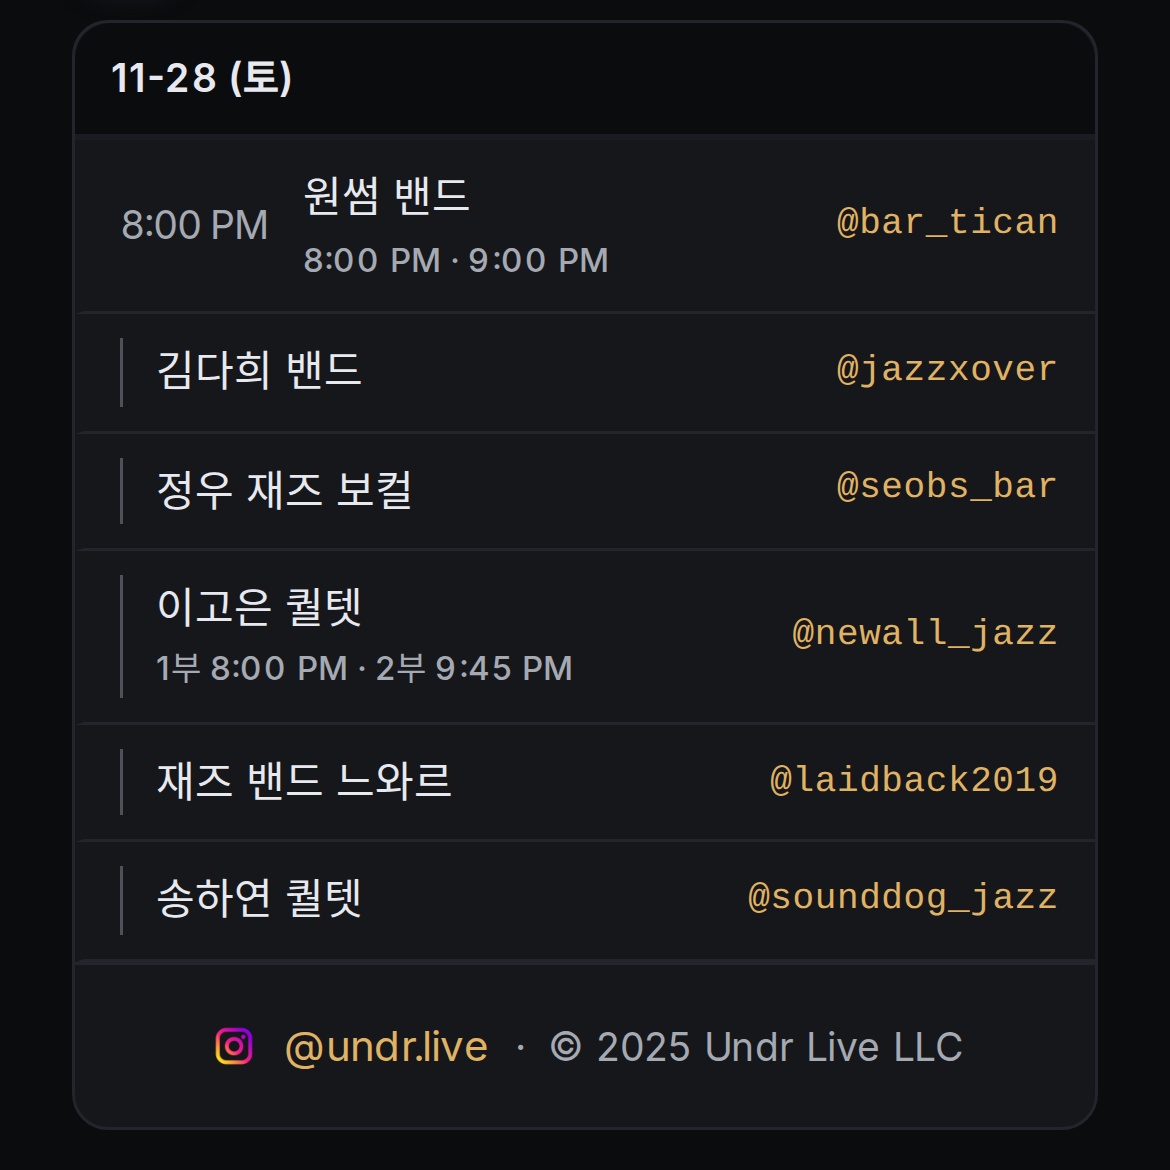 11-28 (토)
8:00 PM
원썸 밴드
8:00 PM · 9:00 PM
@bar_tican
김다희 밴드
@jazzxover
정우 재즈 보컬
@seobs_bar
이고은 퀄텟
1부 8:00 PM · 2부 9:45 PM
@newall_jazz
재즈 밴드 느와르
@laidback2019
송하연 퀄텟
@sounddog_jazz
@undr.live · © 2025 Undr Live LLC